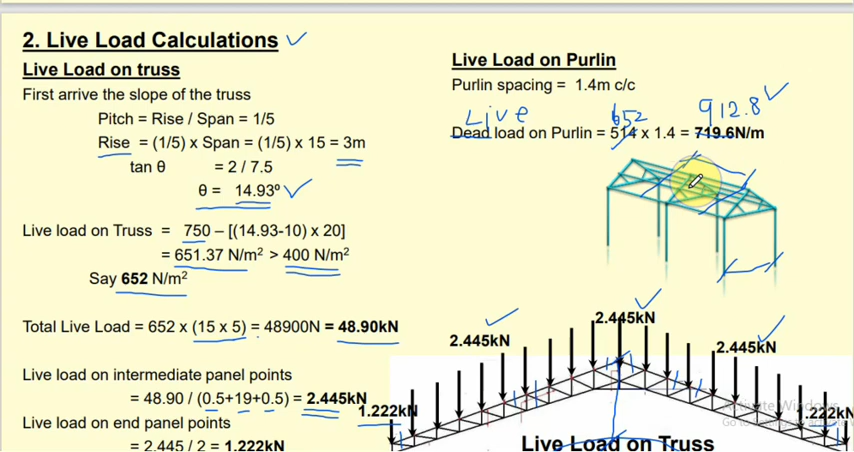 2. Live Load Calculations
Live Load on truss
First arrive the slope of the truss
Pitch = Rise / Span = 1/5
Rise = (1/5) x Span = (1/5) x 15 = 3m
tan θ = 2 / 7.5
θ = 14.93º
Live load on Truss = 750 – [(14.93-10) x 20]
= 651.37 N/m² > 400 N/m²
Say 652 N/m²
Total Live Load = 652 x (15 x 5) = 48900N = 48.90kN
Live load on intermediate panel points
= 48.90 / (0.5+19+0.5) = 2.445kN
Live load on end panel points
= 2.445 / 2 = 1.222kN
Live Load on Purlin
Purlin spacing = 1.4m c/c
Live 652 912.8
Dead load on Purlin = 514 x 1.4 = 719.6N/m
2.445kN
2.445kN
2.445kN
1.222kN
1.222kN
Activate Windows
Live Load on Truss